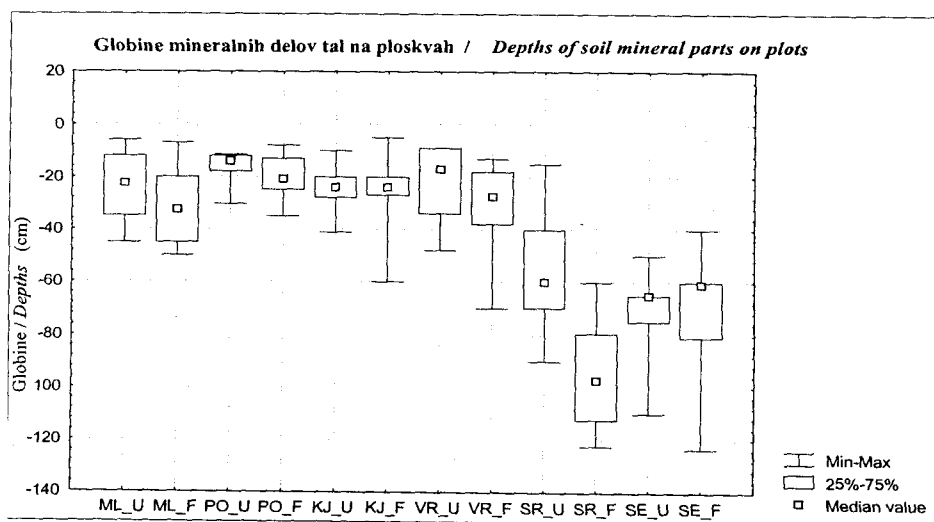 Globine mineralnih delov tal na ploskvah / Depths of soil mineral parts on plots
20
0
-20
-40
-60
-80
-100
-120
-140
Globine / Depths (cm)
ML_U ML_F PO_U PO_F KJ_U KJ_F VR_U VR_F SR_U SR_F SE_U SE_F
Min-Max
25%-75%
Median value